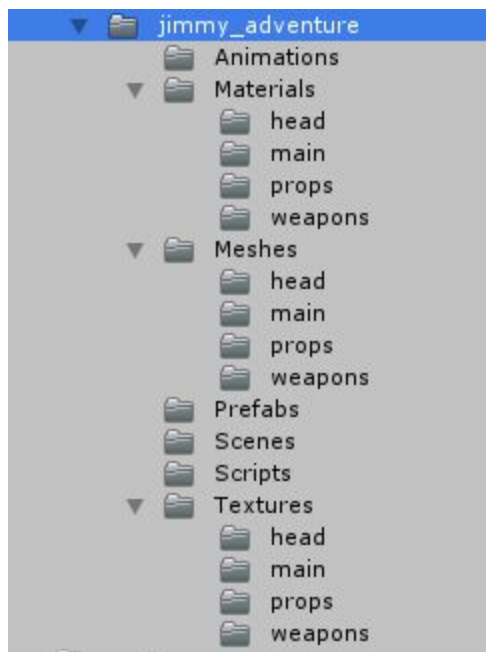 jimmy_adventure
Animations
Materials
head
main
props
weapons
Meshes
head
main
props
weapons
Prefabs
Scenes
Scripts
Textures
head
main
props
weapons